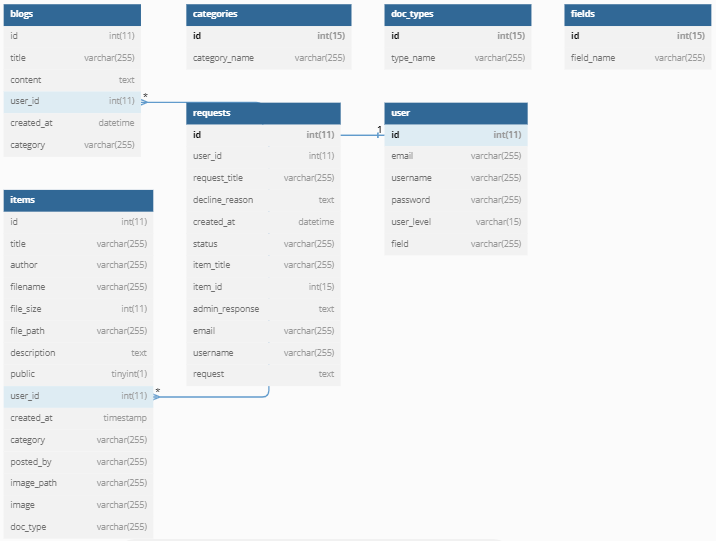 blogs
id int(11)
title varchar(255)
content text
user_id int(11)
*
created_at datetime
category varchar(255)
categories
id int(15)
category_name varchar(255)
doc_types
id int(15)
type_name varchar(255)
fields
id int(15)
field_name varchar(255)
requests
id int(11)
user_id int(11)
request_title varchar(255)
decline_reason text
created_at datetime
status varchar(255)
item_title varchar(255)
item_id int(15)
admin_response text
email varchar(255)
username varchar(255)
request text
user
1
id int(11)
email varchar(255)
username varchar(255)
password varchar(255)
user_level varchar(15)
field varchar(255)
items
id int(11)
title varchar(255)
author varchar(255)
filename varchar(255)
file_size int(11)
file_path varchar(255)
description text
public tinyint(1)
user_id int(11)
*
created_at timestamp
category varchar(255)
posted_by varchar(255)
image_path varchar(255)
image varchar(255)
doc_type varchar(255)